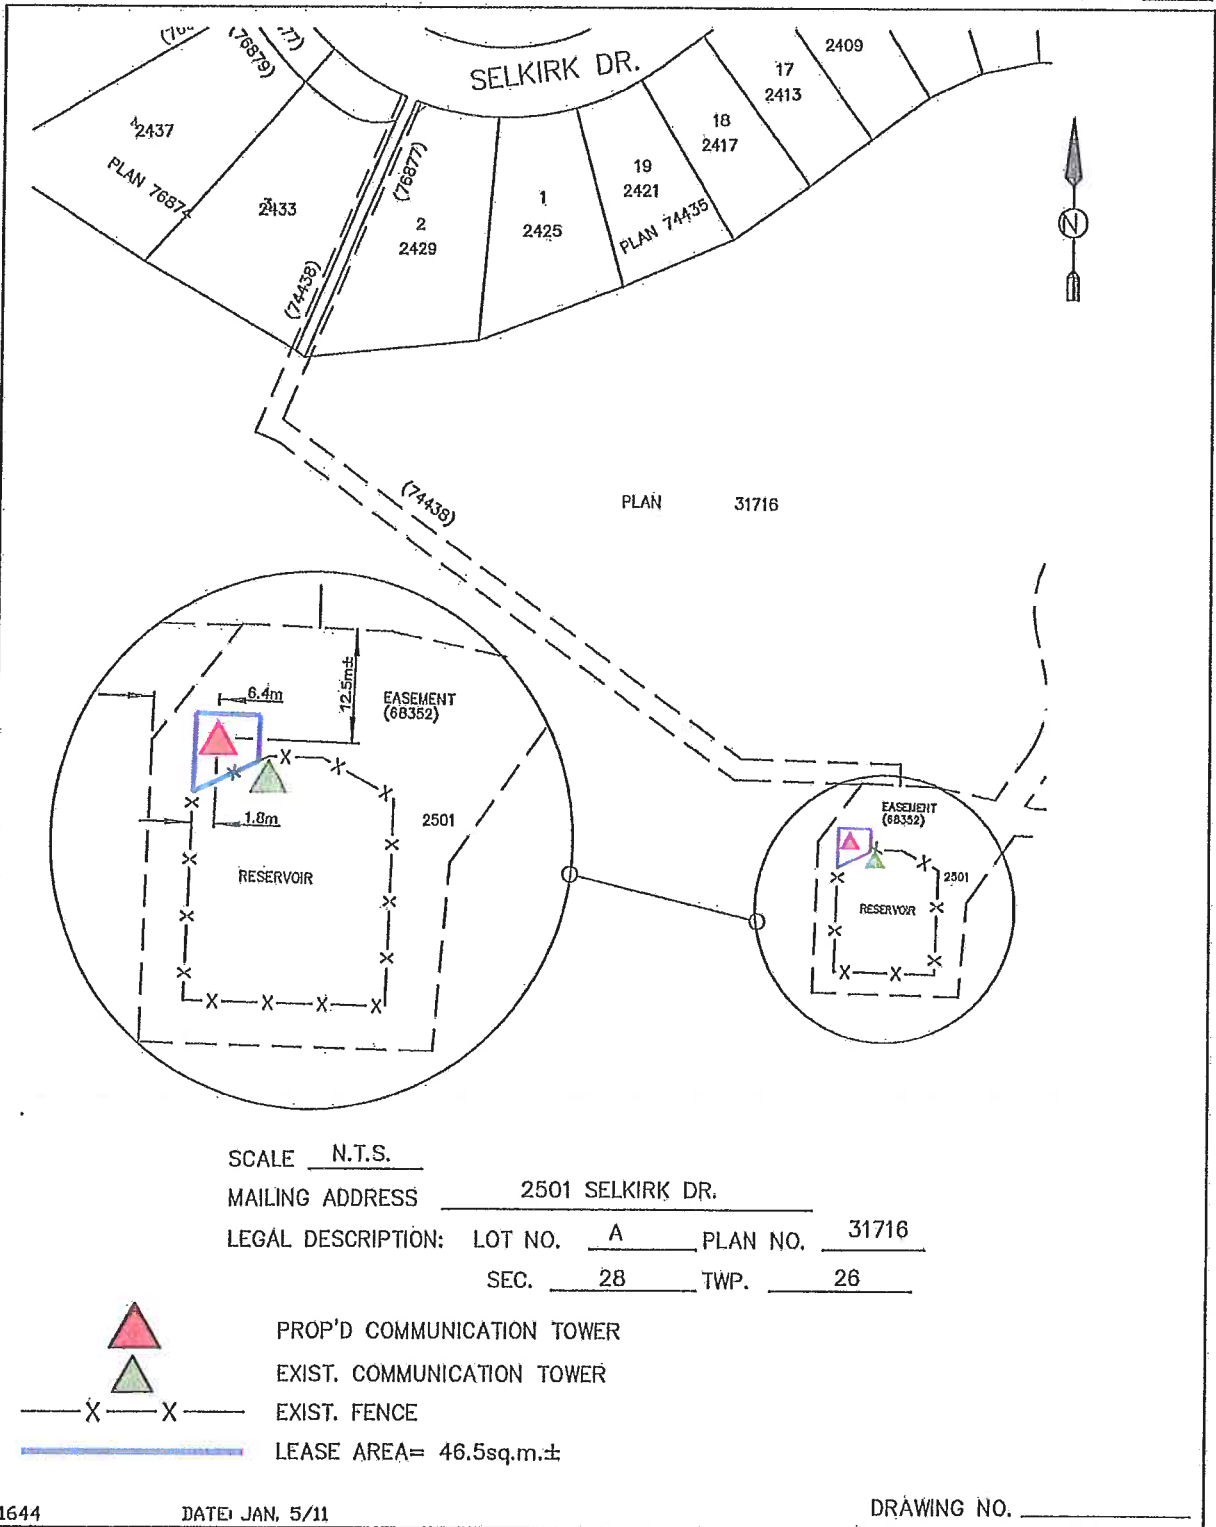 (76879)
SELKIRK DR.
2409
17
2413
18
2417
19
2421
PLAN 74435
1
2425
2
2429
(76877)
(74438)
2433
2437
PLAN 76874
N
(74438)
PLAN 31716
6.4m
12.5m±
EASEMENT
(68352)
1.8m
2501
RESERVOIR
EASEMENT
(68352)
2501
RESERVOIR
SCALE N.T.S.
MAILING ADDRESS 2501 SELKIRK DR.
LEGAL DESCRIPTION: LOT NO. A PLAN NO. 31716
SEC. 28 TWP. 26
PROP'D COMMUNICATION TOWER
EXIST. COMMUNICATION TOWER
X X EXIST. FENCE
LEASE AREA= 46.5sq.m.±
1644 DATE: JAN. 5/11 DRAWING NO.